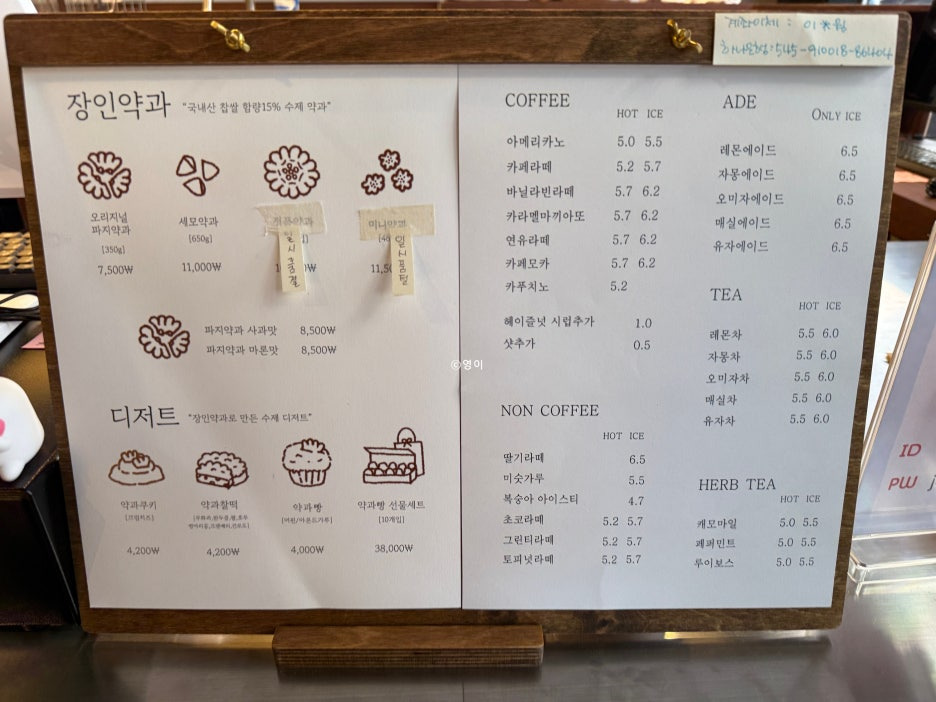 계좌이체 : 이*월
하나은행:545-910018-86404
장인약과 "국내산 찹쌀 함량15% 수제 약과"
오리지널
파지약과
[350g]
7,500₩
세모약과
[650g]
11,000₩
일시품절
미니약과
일시품절
파지약과 사과맛 8,500₩
파지약과 마론맛 8,500₩
디저트 "장인약과로 만든 수제 디저트"
약과쿠키
[크림치즈]
4,200₩
약과찰떡
4,200₩
약과빵
4,000₩
약과빵 선물세트
[10개입]
38,000₩
©영이
COFFEE
HOT ICE
아메리카노 5.0 5.5
카페라떼 5.2 5.7
바닐라빈라떼 5.7 6.2
카라멜마끼아또 5.7 6.2
연유라떼 5.7 6.2
카페모카 5.7 6.2
카푸치노 5.2
헤이즐넛 시럽추가 1.0
샷추가 0.5
NON COFFEE
HOT ICE
딸기라떼 6.5
미숫가루 5.5
복숭아 아이스티 4.7
초코라떼 5.2 5.7
그린티라떼 5.2 5.7
토피넛라떼 5.2 5.7
ADE
ONLY ICE
레몬에이드 6.5
자몽에이드 6.5
오미자에이드 6.5
매실에이드 6.5
유자에이드 6.5
TEA
HOT ICE
레몬차 5.5 6.0
자몽차 5.5 6.0
오미자차 5.5 6.0
매실차 5.5 6.0
유자차 5.5 6.0
HERB TEA
HOT ICE
캐모마일 5.0 5.5
페퍼민트 5.0 5.5
루이보스 5.0 5.5
ID
PW